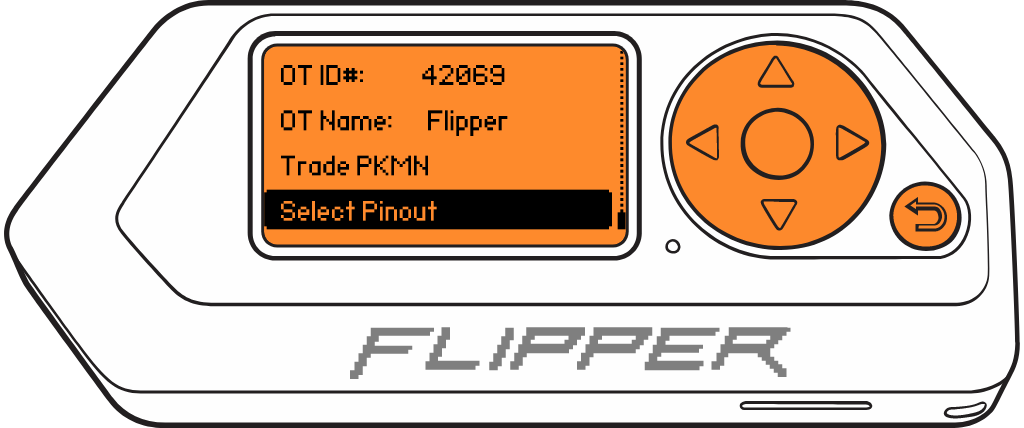 OT ID#: 42069
OT Name: Flipper
Trade PKMN
Select Pinout
FLIPPER